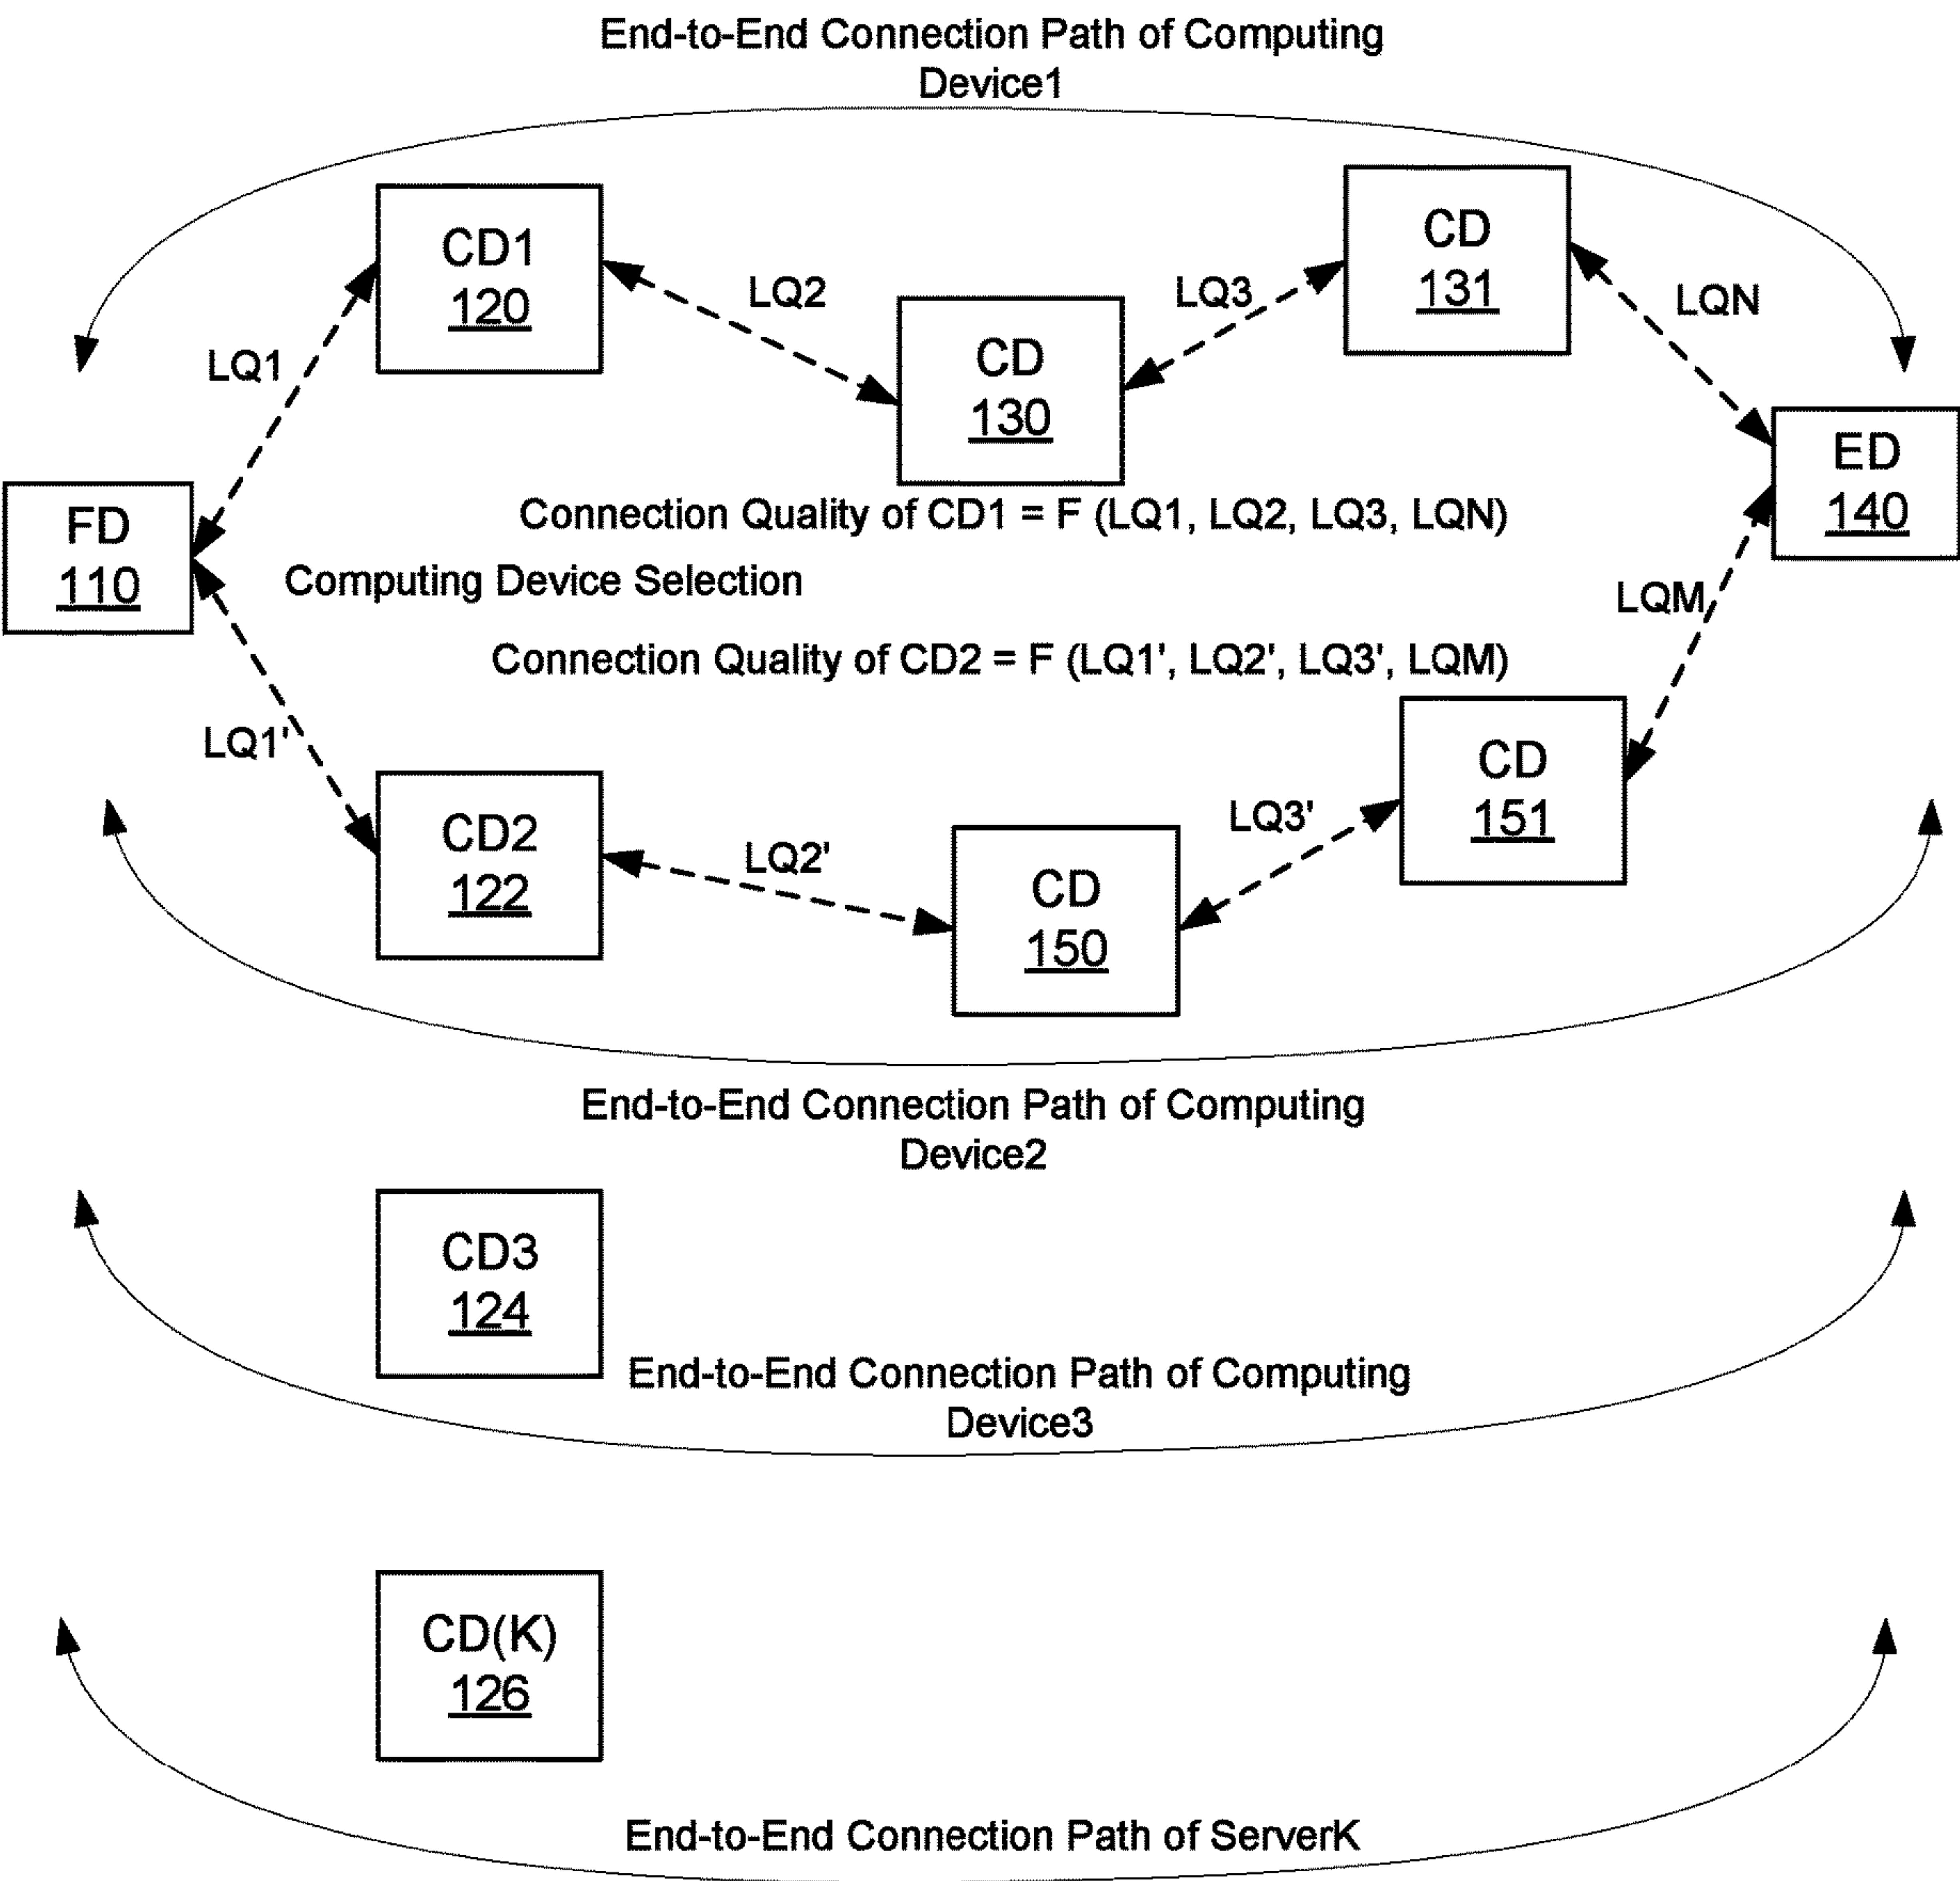 End-to-End Connection Path of Computing
Device1
CD1
120
LQ2
CD
130
LQ3
CD
131
LQN
LQ1
ED
140
FD
110
Connection Quality of CD1 = F (LQ1, LQ2, LQ3, LQN)
Computing Device Selection
Connection Quality of CD2 = F (LQ1', LQ2', LQ3', LQM)
LQM
LQ1'
CD2
122
LQ2'
CD
150
LQ3'
CD
151
End-to-End Connection Path of Computing
Device2
CD3
124
End-to-End Connection Path of Computing
Device3
CD(K)
126
End-to-End Connection Path of ServerK